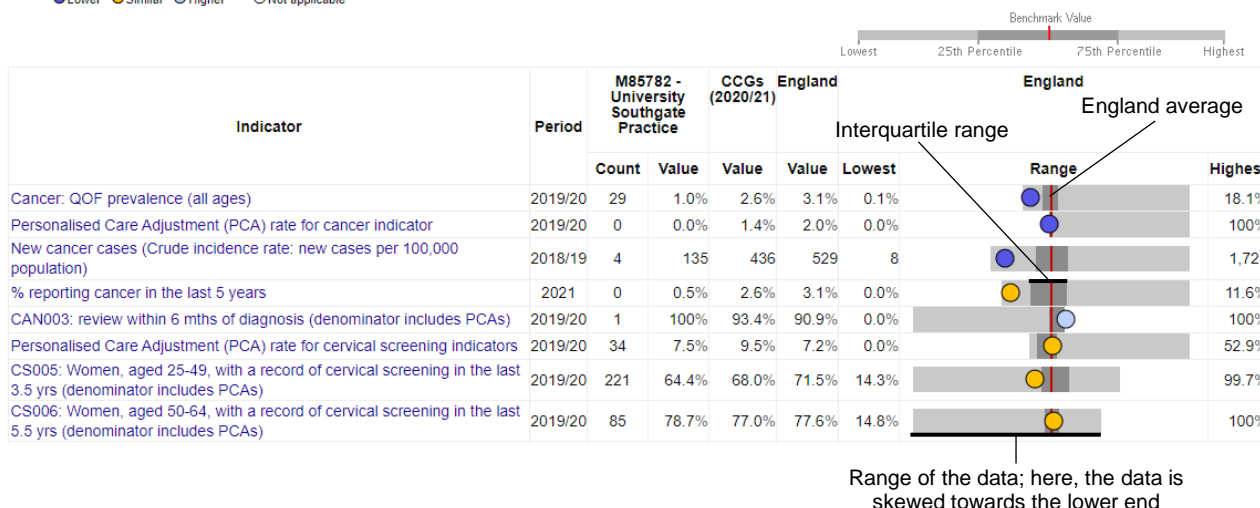 Lower Similar Higher Not applicable
Benchmark Value
Lowest 25th Percentile 75th Percentile Highest
Indicator Period M85782 - University Southgate Practice CCGs (2020/21) England England
England average
Interquartile range
Count Value Value Value Lowest Range Highest
Cancer: QOF prevalence (all ages) 2019/20 29 1.0% 2.6% 3.1% 0.1% 18.1%
Personalised Care Adjustment (PCA) rate for cancer indicator 2019/20 0 0.0% 1.4% 2.0% 0.0% 100%
New cancer cases (Crude incidence rate: new cases per 100,000
population) 2018/19 4 135 436 529 8 1,72
% reporting cancer in the last 5 years 2021 0 0.5% 2.6% 3.1% 0.0% 11.6%
CAN003: review within 6 mths of diagnosis (denominator includes PCAs) 2019/20 1 100% 93.4% 90.9% 0.0% 100%
Personalised Care Adjustment (PCA) rate for cervical screening indicators 2019/20 34 7.5% 9.5% 7.2% 0.0% 52.9%
CS005: Women, aged 25-49, with a record of cervical screening in the last
3.5 yrs (denominator includes PCAs) 2019/20 221 64.4% 68.0% 71.5% 14.3% 99.7%
CS006: Women, aged 50-64, with a record of cervical screening in the last
5.5 yrs (denominator includes PCAs) 2019/20 85 78.7% 77.0% 77.6% 14.8% 100%
Range of the data; here, the data is
skewed towards the lower end